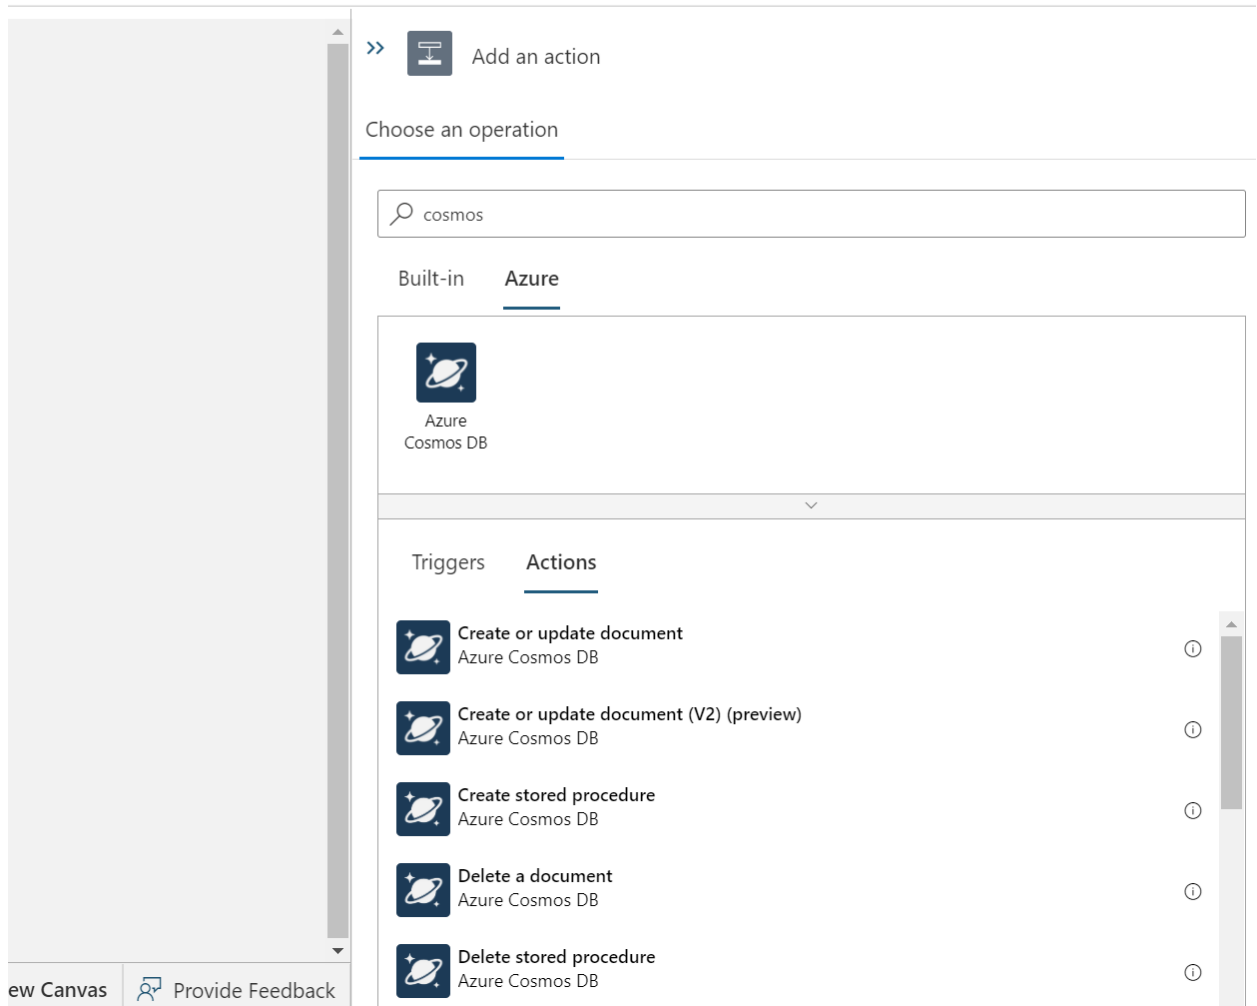 Add an action
Choose an operation
cosmos
Built-in Azure
Azure
Cosmos DB
Triggers Actions
Create or update document
Azure Cosmos DB
Create or update document (V2) (preview)
Azure Cosmos DB
Create stored procedure
Azure Cosmos DB
Delete a document
Azure Cosmos DB
Delete stored procedure
Azure Cosmos DB
ew Canvas Provide Feedback